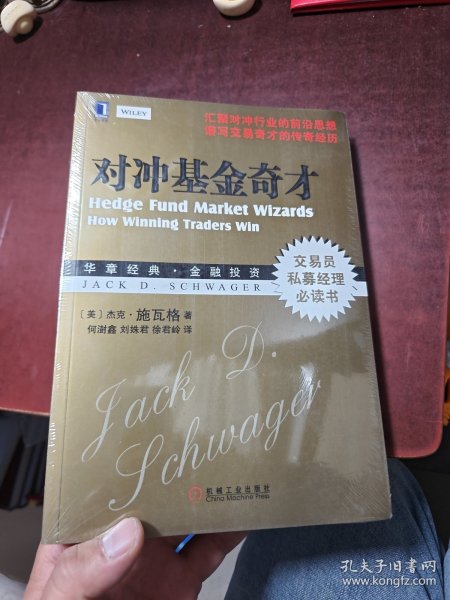 WILEY
汇聚对冲行业的前沿思想
谱写交易奇才的传奇经历
对冲基金奇才
Hedge Fund Market Wizards
How Winning Traders Win
华章经典·金融投资
JACK D. SCHWAGER
交易员
私募经理
必读书
〔美〕杰克·施瓦格 著
何澍鑫 刘姝君 徐君岭 译
Jack D.
Schwager
机械工业出版社
China Machine Press
孔夫子旧书网
www.kongfz.com